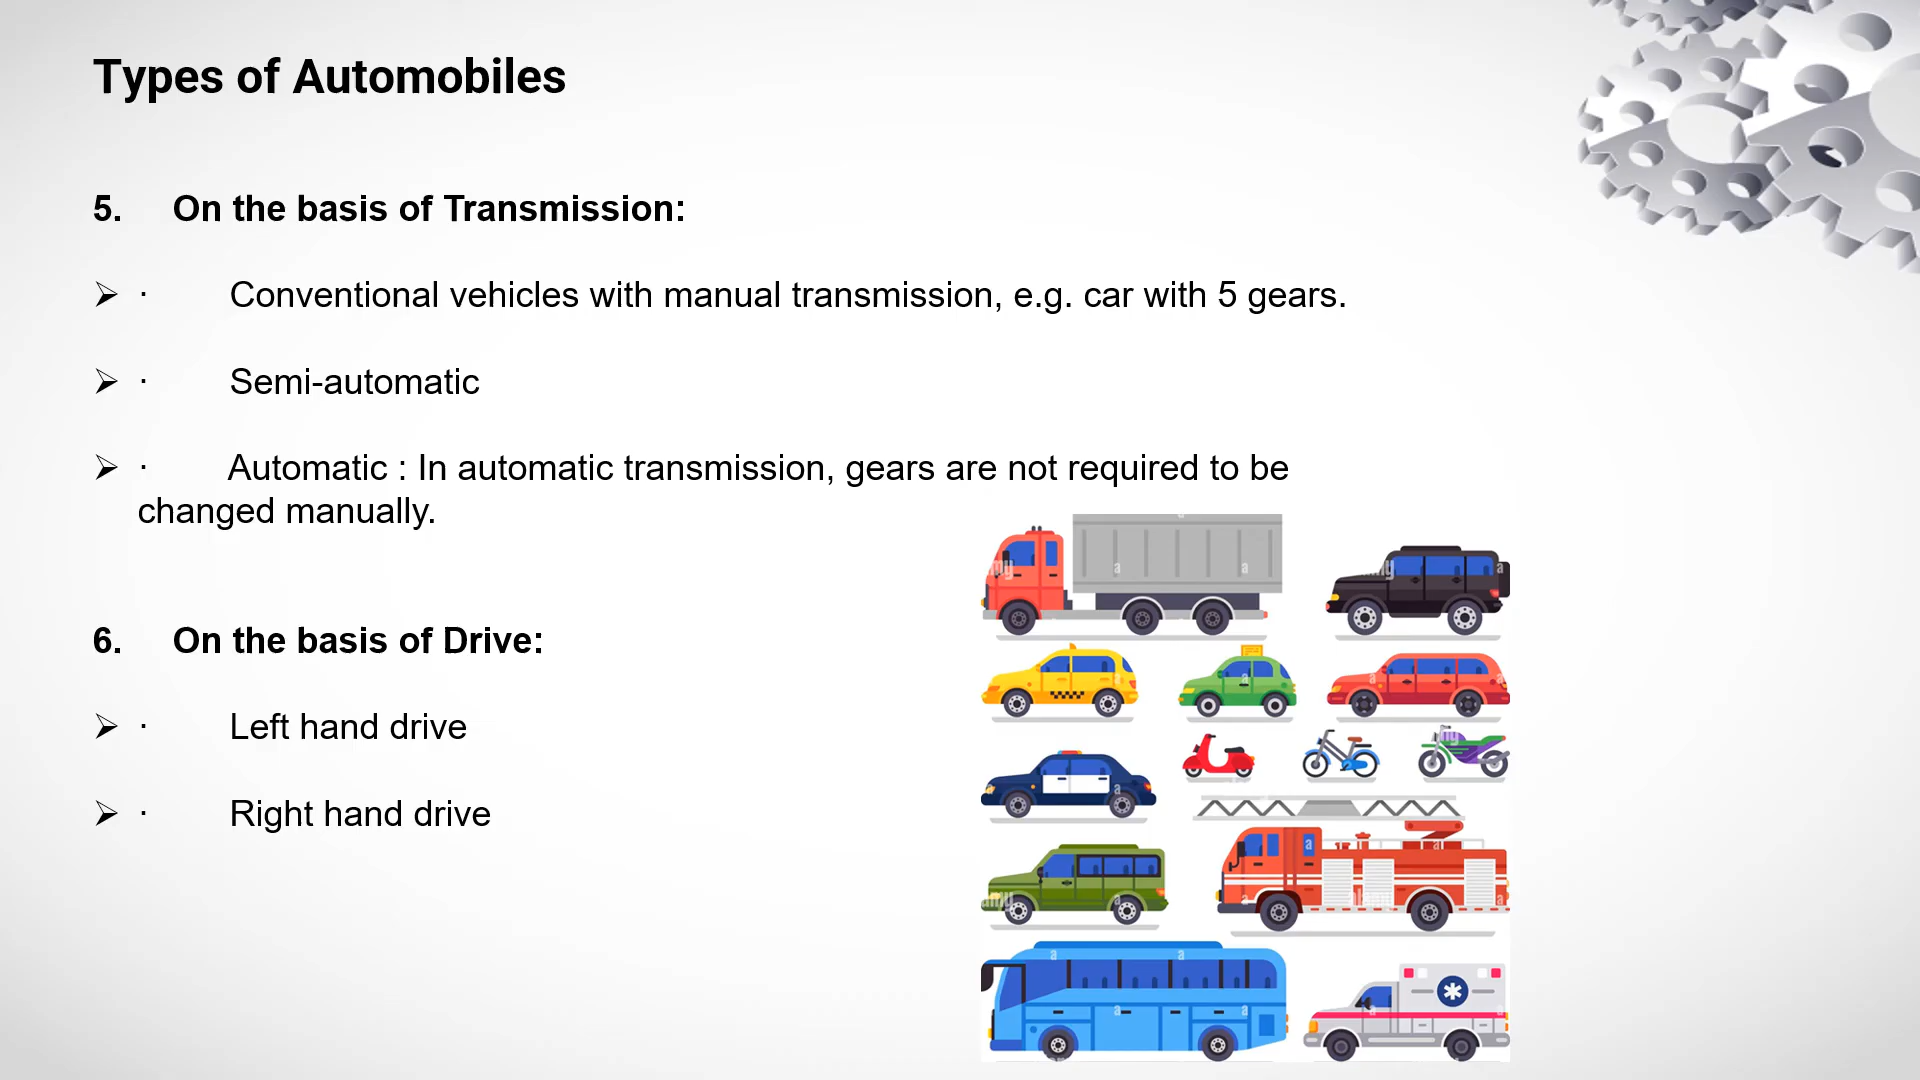 Types of Automobiles
5. On the basis of Transmission:
➢ · Conventional vehicles with manual transmission, e.g. car with 5 gears.
➢ · Semi-automatic
➢ · Automatic : In automatic transmission, gears are not required to be
changed manually.
6. On the basis of Drive:
➢ · Left hand drive
➢ · Right hand drive